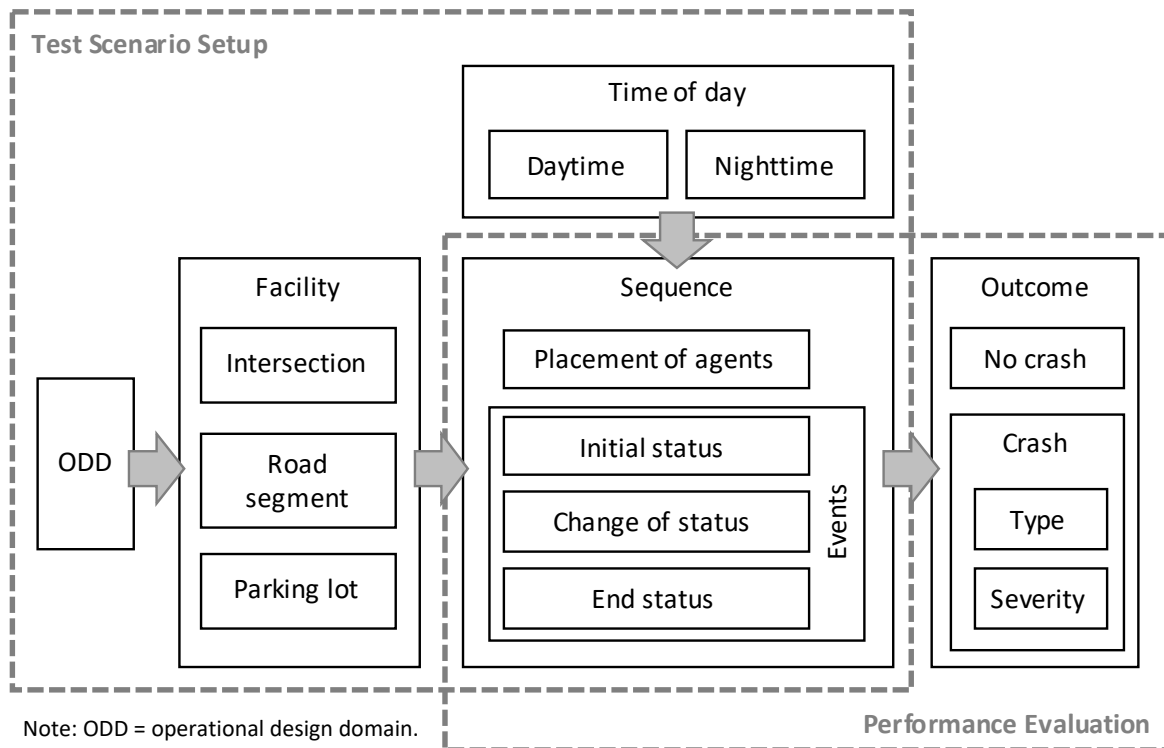 Test Scenario Setup
Time of day
Daytime
Nighttime
Facility
Intersection
Road
segment
Parking lot
ODD
Sequence
Placement of agents
Initial status
Change of status
End status
Events
Outcome
No crash
Crash
Type
Severity
Note: ODD = operational design domain.
Performance Evaluation